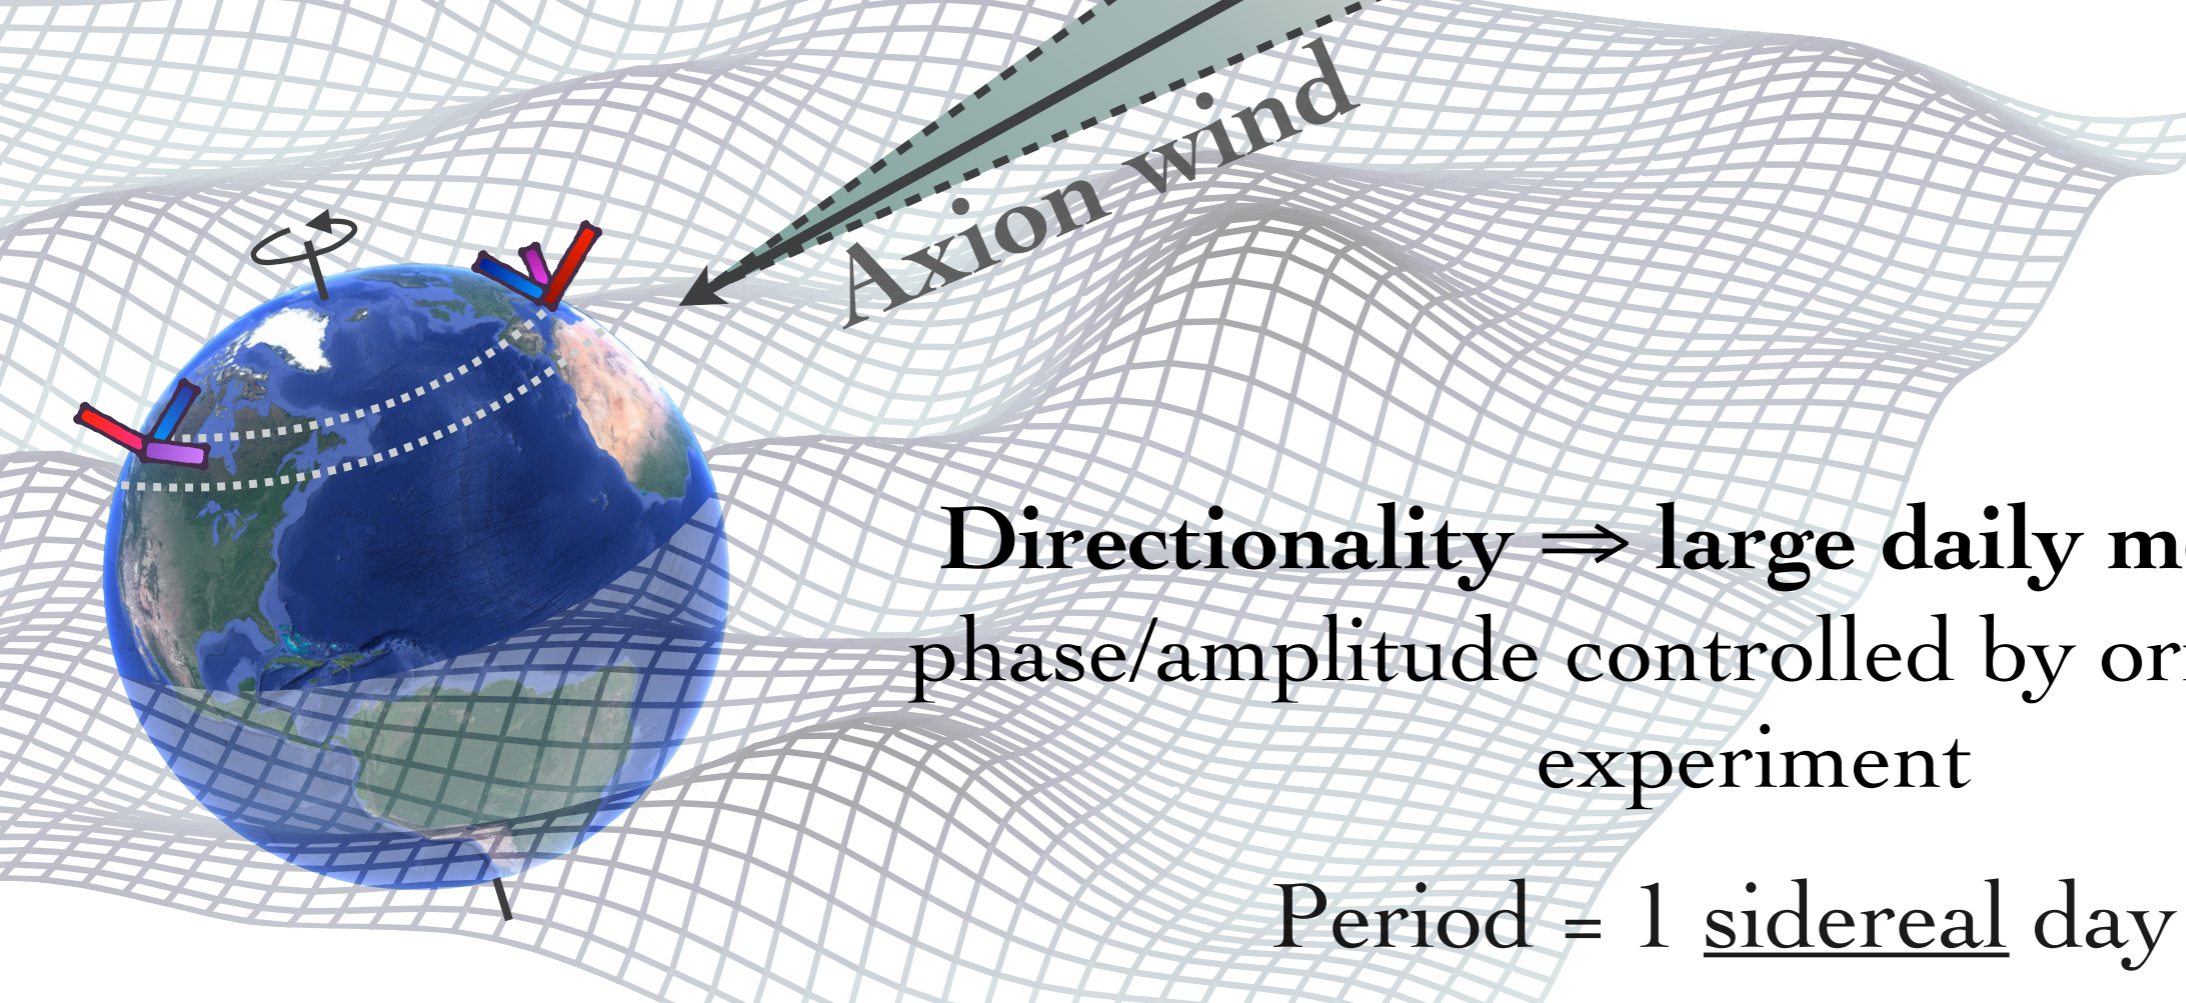 Axion wind
Directionality ⇒ large daily
phase/amplitude controlled by
experiment
Period = 1 sidereal day